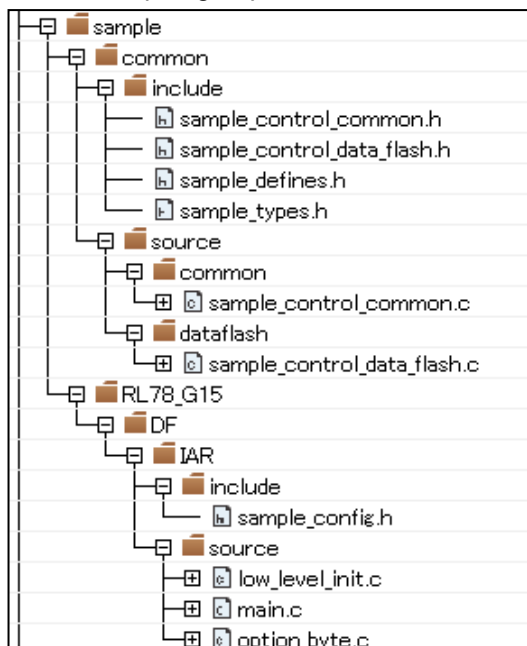 sample
common
include
sample_control_common.h
sample_control_data_flash.h
sample_defines.h
sample_types.h
source
common
sample_control_common.c
dataflash
sample_control_data_flash.c
RL78_G15
DF
IAR
include
sample_config.h
source
low_level_init.c
main.c
option_byte.c